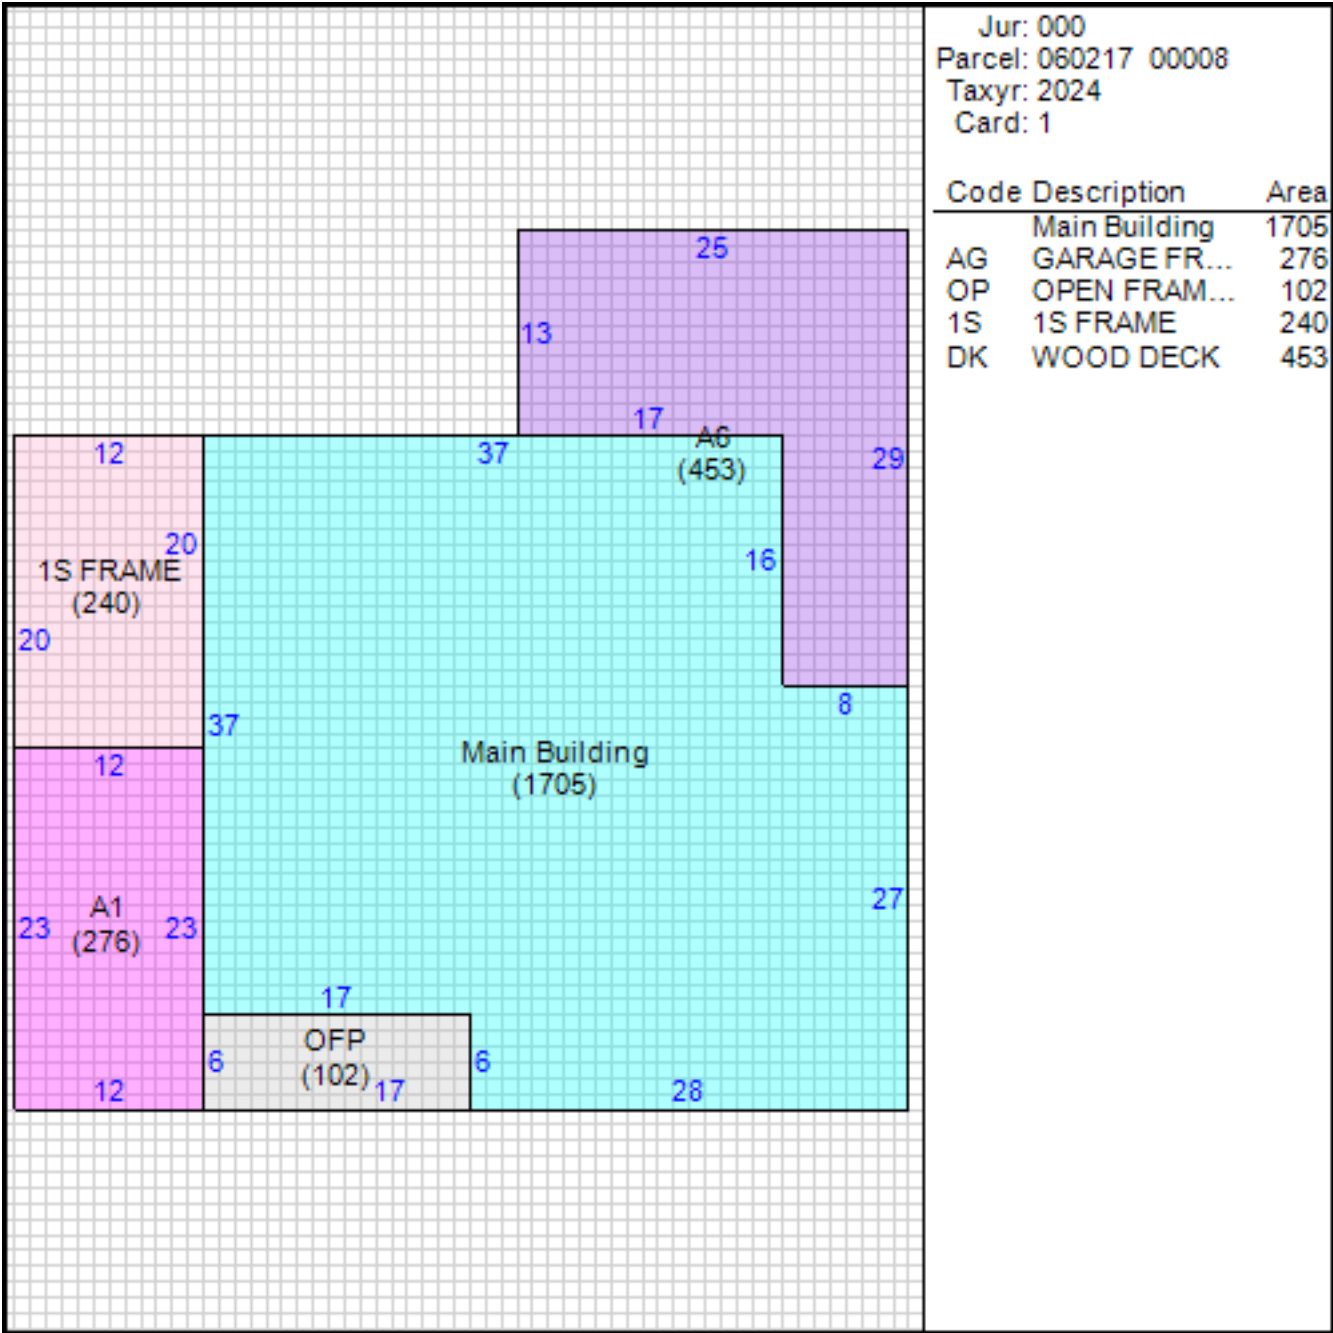 Jur: 000
Parcel: 060217 00008
Taxyr: 2024
Card: 1
Code Description Area
Main Building 1705
AG GARAGE FR... 276
OP OPEN FRAM... 102
1S 1S FRAME 240
DK WOOD DECK 453
25
13
17
A6
(453)
29
12
37
20
16
1S FRAME
(240)
20
8
37
Main Building
(1705)
12
27
A1
(276)
23
23
17
OFP
(102)
6
6
12
17
28